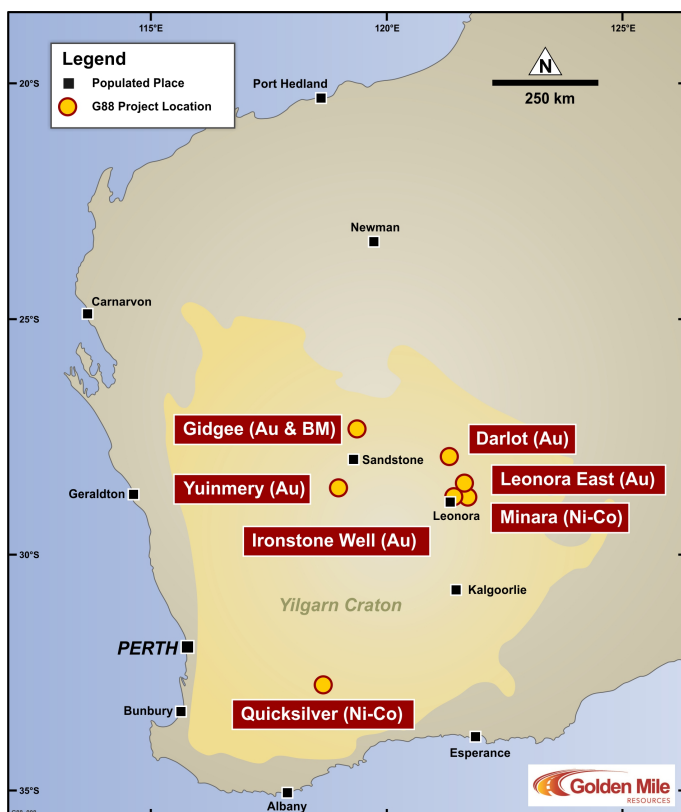 115°E
120°E
125°E
Legend
Populated Place
G88 Project Location
N
250 km
20°S
Port Hedland
Newman
Carnarvon
25°S
Gidgee (Au & BM)
Darlot (Au)
Sandstone
Leonora East (Au)
Yuinmery (Au)
Geraldton
Leonora
Minara (Ni-Co)
Ironstone Well (Au)
30°S
Kalgoorlie
Yilgarn Craton
PERTH
Bunbury
Quicksilver (Ni-Co)
Esperance
35°S
Albany
Golden Mile
RESOURCES